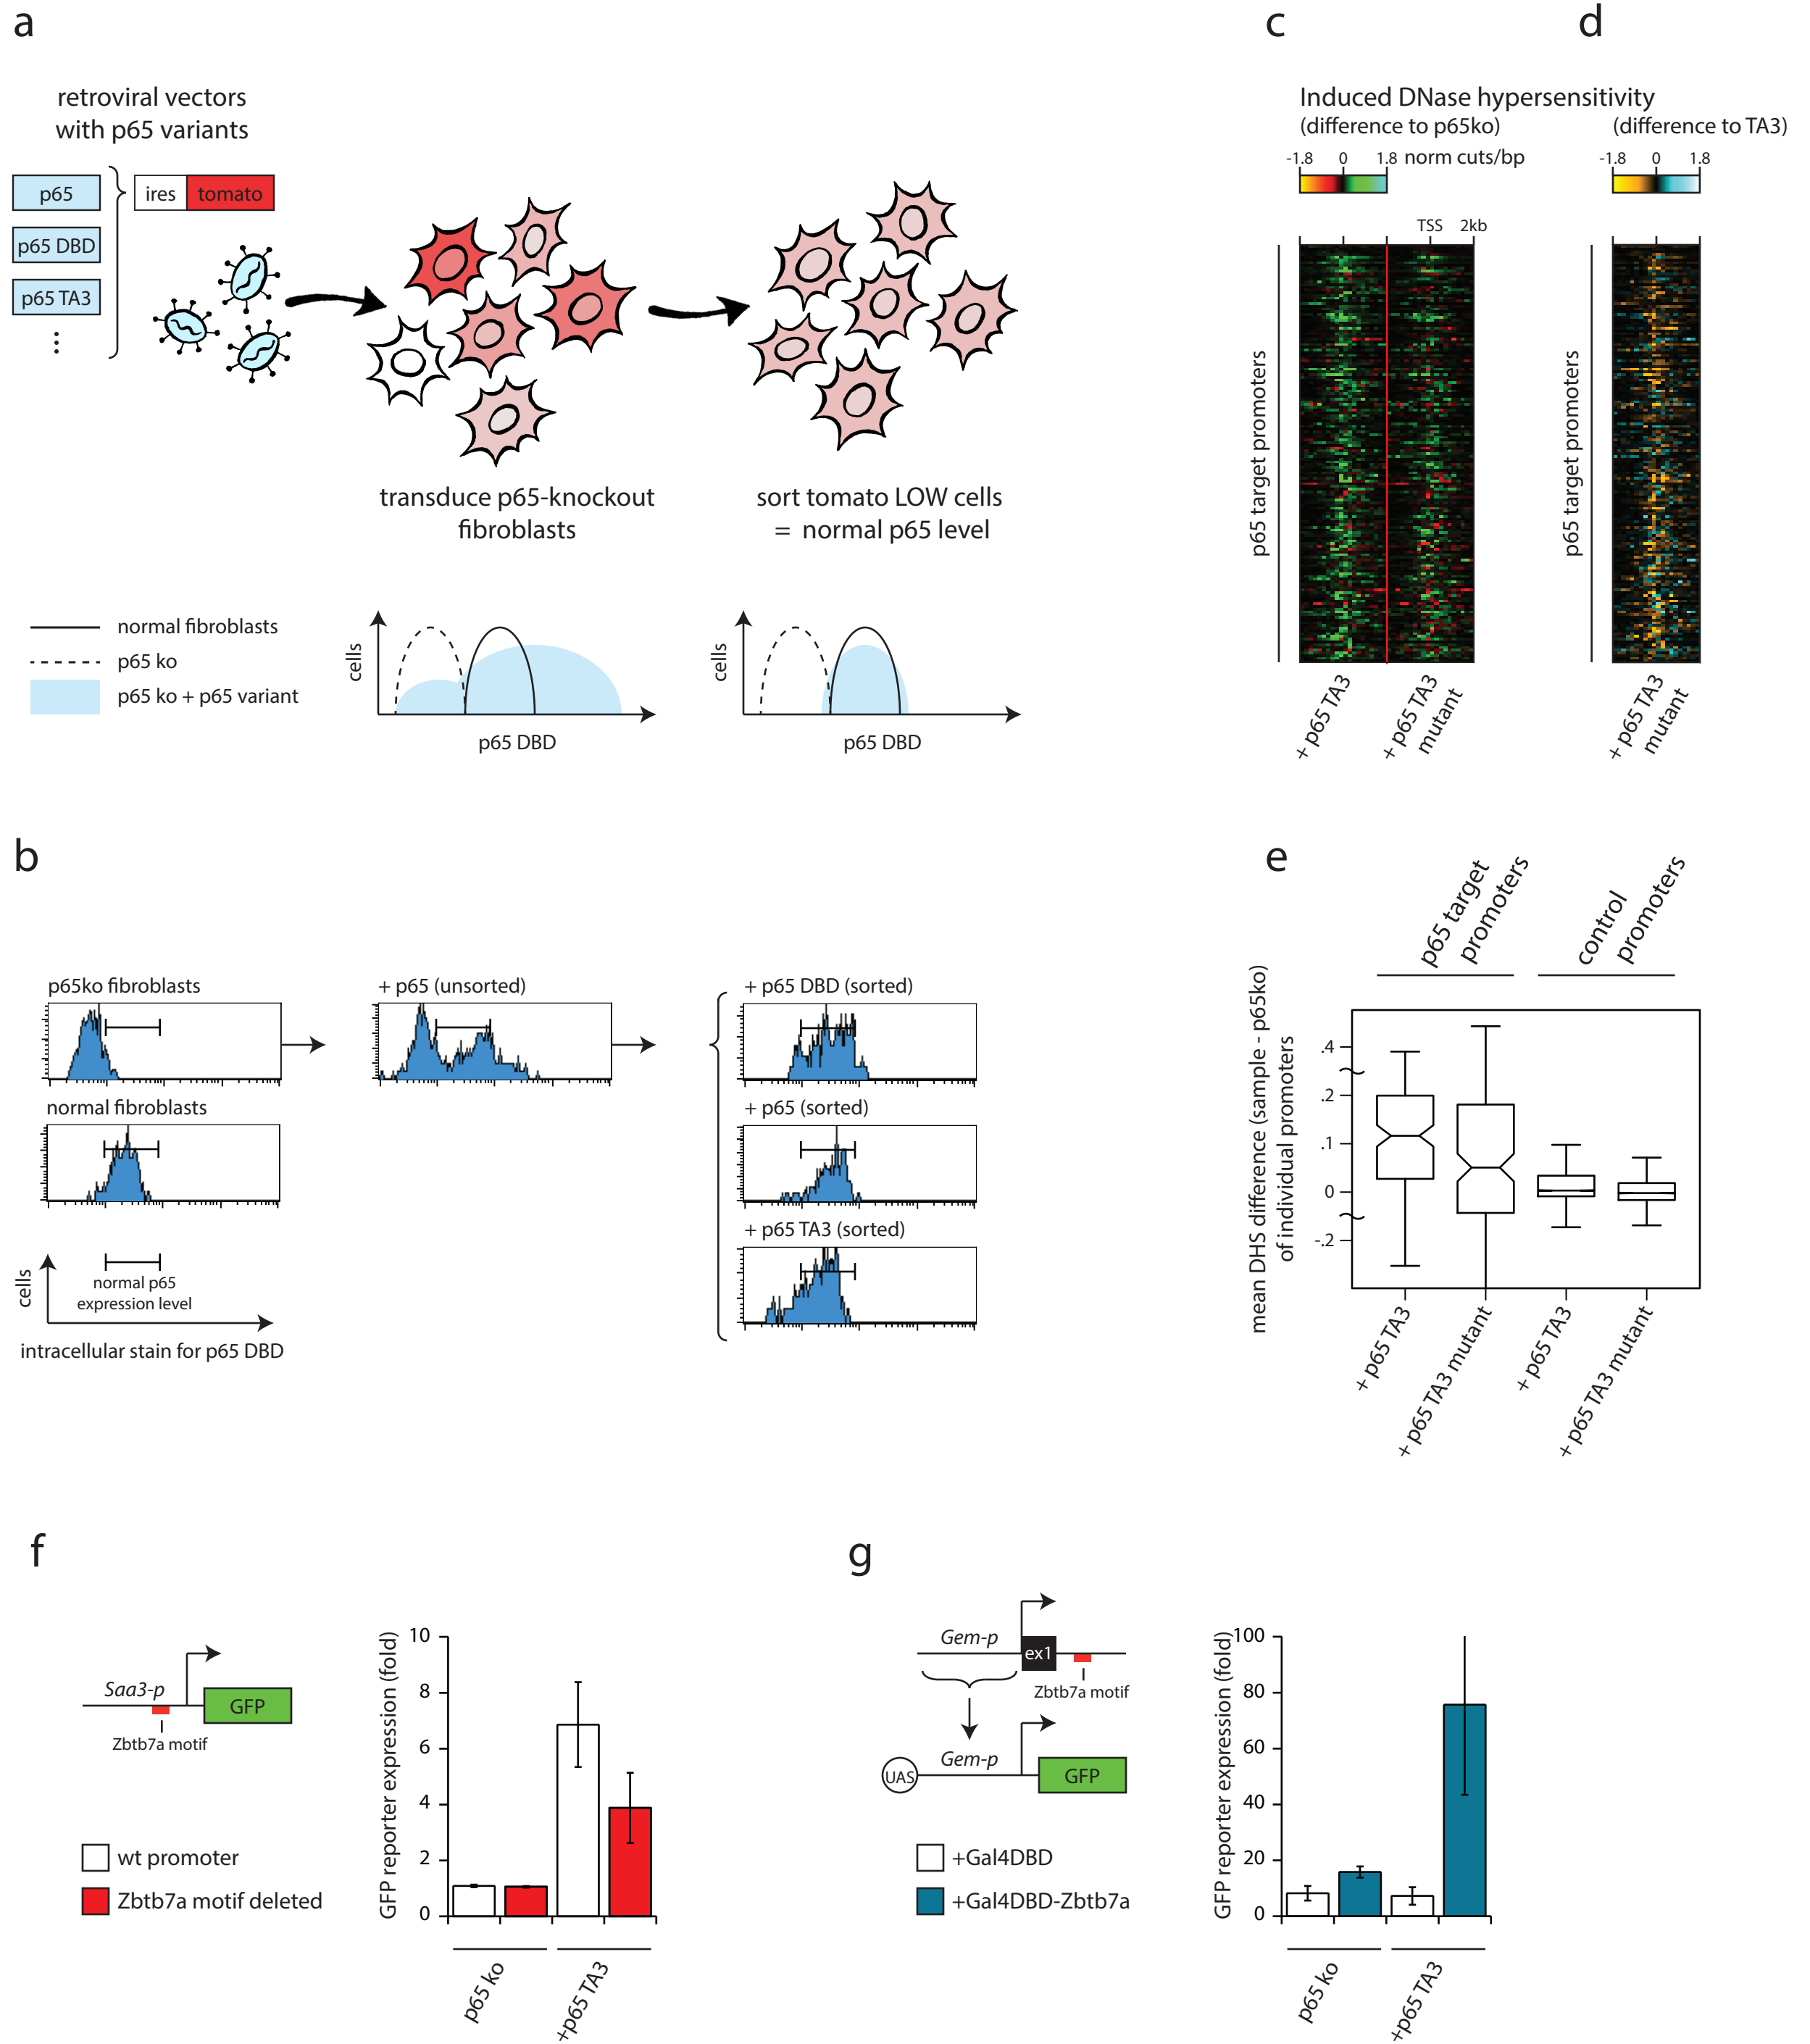 a
retroviral vectors
with p65 variants
p65
p65 DBD
p65 TA3
ires
tomato
transduce p65-knockout
fibroblasts
sort tomato LOW cells
= normal p65 level
normal fibroblasts
p65 ko
p65 ko + p65 variant
cells
p65 DBD
cells
p65 DBD
b
p65ko fibroblasts
+ p65 (unsorted)
+ p65 DBD (sorted)
normal fibroblasts
+ p65 (sorted)
+ p65 TA3 (sorted)
cells
normal p65
expression level
intracellular stain for p65 DBD
c
d
Induced DNase hypersensitivity
(difference to p65ko)
(difference to TA3)
-1.8 0 1.8 norm cuts/bp
-1.8 0 1.8
TSS 2kb
p65 target promoters
p65 target promoters
+ p65 TA3
+ p65 TA3
mutant
+ p65 TA3
mutant
e
p65 target
promoters
control
promoters
mean DHS difference (sample - p65ko)
of individual promoters
.4
.2
.1
0
-.2
+ p65 TA3
+ p65 TA3 mutant
+ p65 TA3
+ p65 TA3 mutant
f
Saa3-p
GFP
Zbtb7a motif
wt promoter
Zbtb7a motif deleted
GFP reporter expression (fold)
10
8
6
4
2
0
p65 ko
+p65 TA3
g
Gem-p
ex1
Zbtb7a motif
Gem-p
UAS
GFP
+Gal4DBD
+Gal4DBD-Zbtb7a
GFP reporter expression (fold)
100
80
60
40
20
0
p65 ko
+p65 TA3